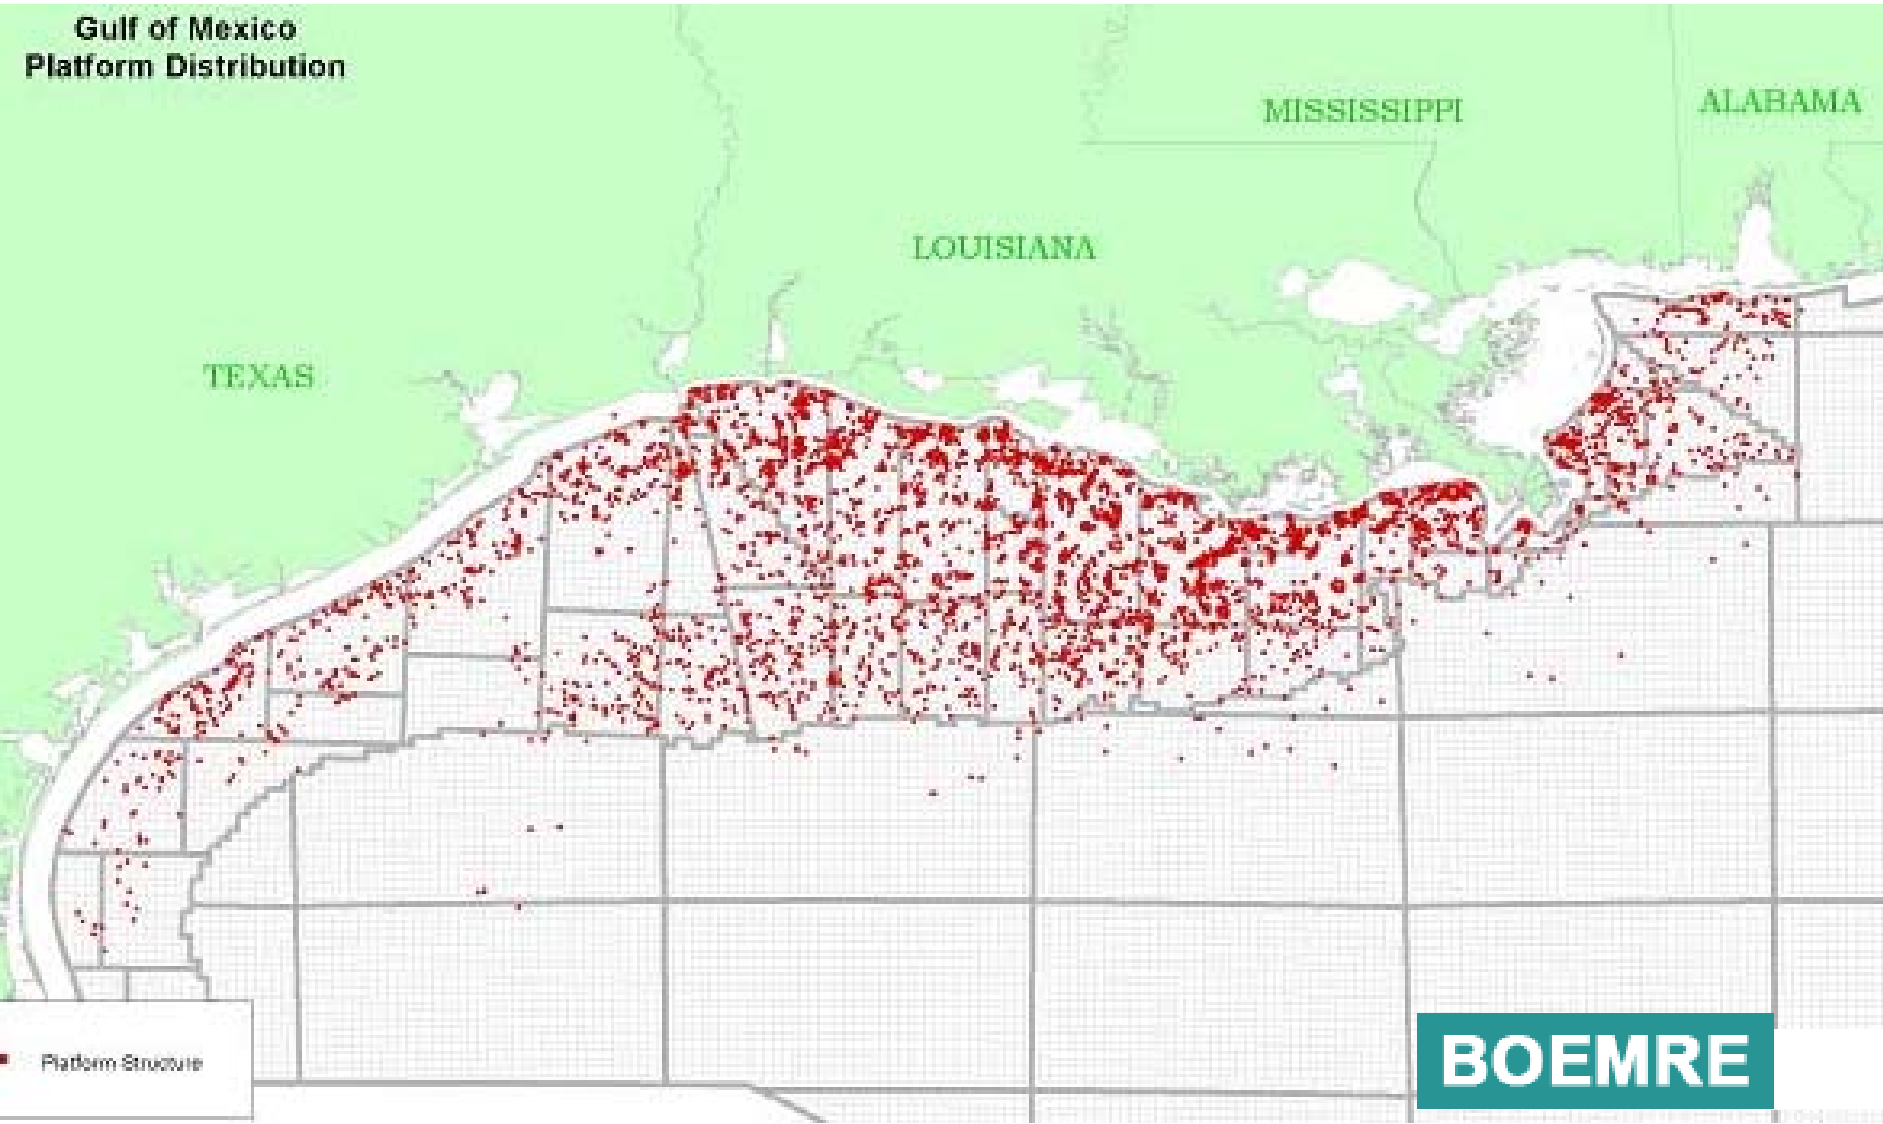 Gulf of Mexico
Platform Distribution
MISSISSIPPI
ALABAMA
LOUISIANA
TEXAS
Platform Structure
BOEMRE